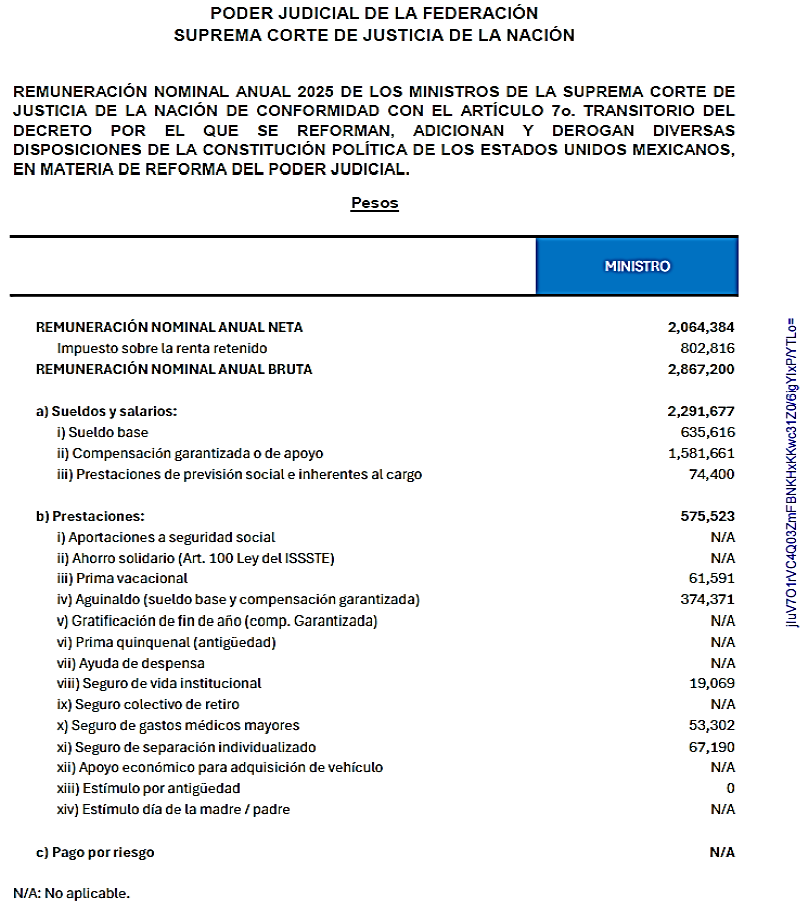 PODER JUDICIAL DE LA FEDERACIÓN
SUPREMA CORTE DE JUSTICIA DE LA NACIÓN
REMUNERACIÓN NOMINAL ANUAL 2025 DE LOS MINISTROS DE LA SUPREMA CORTE DE
JUSTICIA DE LA NACIÓN DE CONFORMIDAD CON EL ARTÍCULO 7o. TRANSITORIO DEL
DECRETO POR EL QUE SE REFORMAN, ADICIONAN Y DEROGAN DIVERSAS
DISPOSICIONES DE LA CONSTITUCIÓN POLÍTICA DE LOS ESTADOS UNIDOS MEXICANOS,
EN MATERIA DE REFORMA DEL PODER JUDICIAL.
Pesos
MINISTRO
REMUNERACIÓN NOMINAL ANUAL NETA 2,064,384
Impuesto sobre la renta retenido 802,816
REMUNERACIÓN NOMINAL ANUAL BRUTA 2,867,200
a) Sueldos y salarios: 2,291,677
i) Sueldo base 635,616
ii) Compensación garantizada o de apoyo 1,581,661
iii) Prestaciones de previsión social e inherentes al cargo 74,400
b) Prestaciones: 575,523
i) Aportaciones a seguridad social N/A
ii) Ahorro solidario (Art. 100 Ley del ISSSTE) N/A
iii) Prima vacacional 61,591
iv) Aguinaldo (sueldo base y compensación garantizada) 374,371
v) Gratificación de fin de año (comp. Garantizada) N/A
vi) Prima quinquenal (antigüedad) N/A
vii) Ayuda de despensa N/A
viii) Seguro de vida institucional 19,069
ix) Seguro colectivo de retiro N/A
x) Seguro de gastos médicos mayores 53,302
xi) Seguro de separación individualizado 67,190
xii) Apoyo económico para adquisición de vehículo N/A
xiii) Estímulo por antigüedad 0
xiv) Estímulo día de la madre / padre N/A
c) Pago por riesgo N/A
N/A: No aplicable.